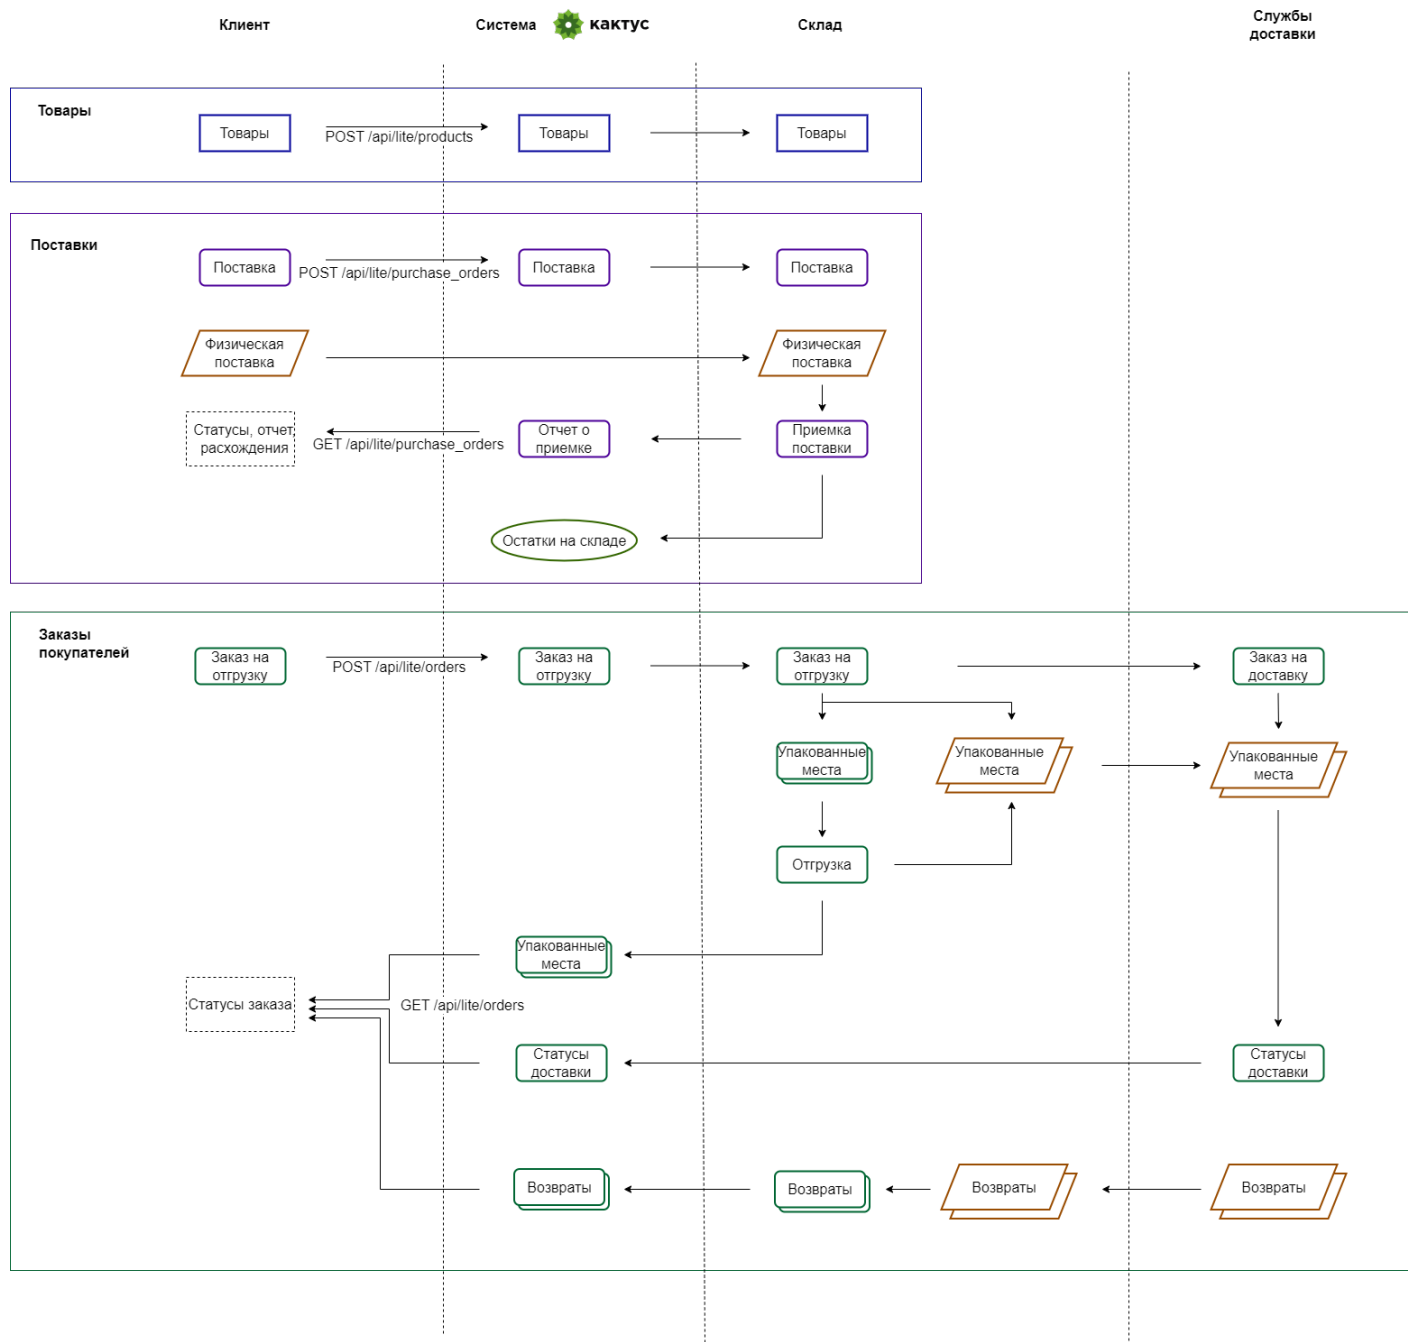 Клиент
Система
кактус
Склад
Службы
доставки
Товары
Товары
POST /api/lite/products
Товары
Товары
Поставки
Поставка
POST /api/lite/purchase_orders
Поставка
Поставка
Физическая
поставка
Физическая
поставка
Статусы, отчет,
расхождения
GET /api/lite/purchase_orders
Отчет о
приемке
Приемка
поставки
Остатки на складе
Заказы
покупателей
Заказ на
отгрузку
POST /api/lite/orders
Заказ на
отгрузку
Заказ на
отгрузку
Заказ на
доставку
Упакованные
места
Упакованные
места
Упакованные
места
Отгрузка
Упакованные
места
Статусы заказа
GET /api/lite/orders
Статусы
доставки
Статусы
доставки
Возвраты
Возвраты
Возвраты
Возвраты